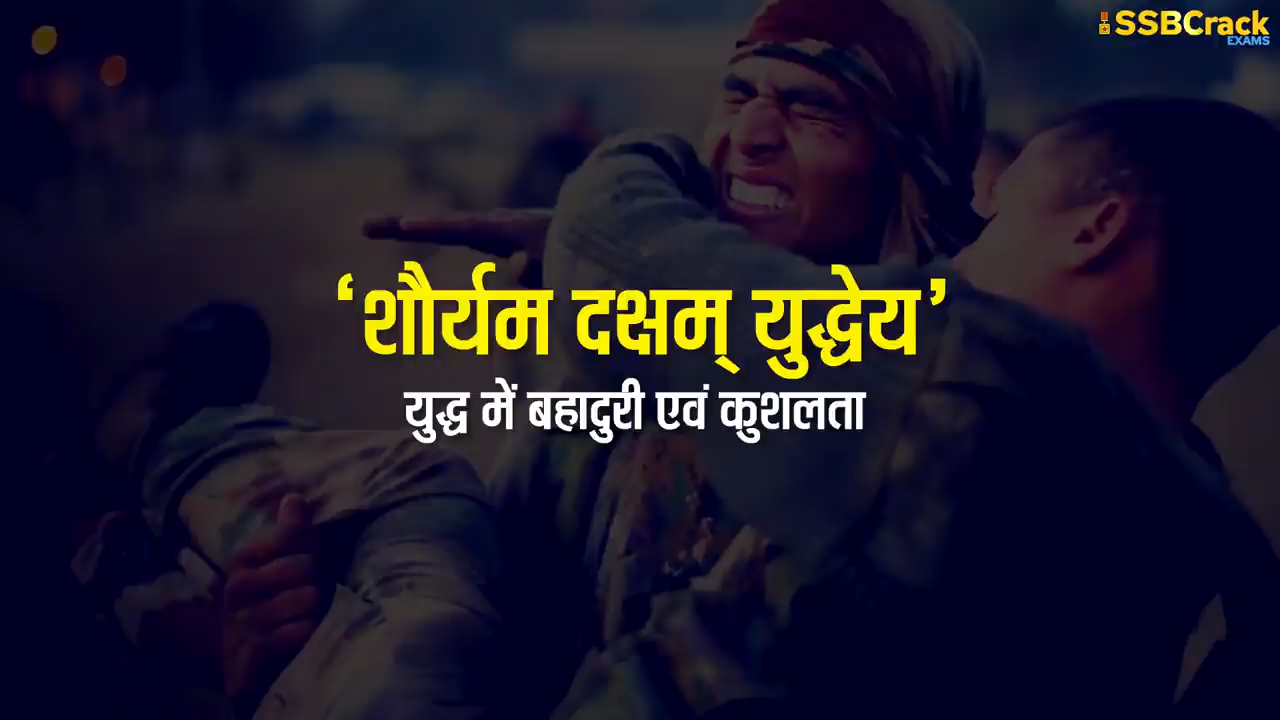 SSBCrack
EXAMS
‘शौर्यम दक्षम् युद्धेय’
युद्ध में बहादुरी एवं कुशलता